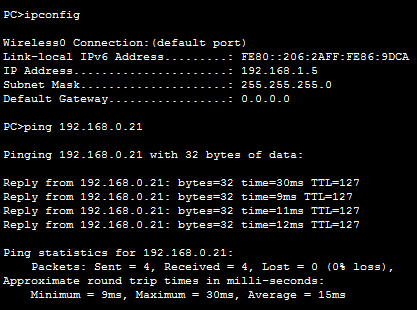 PC>ipconfig
Wireless0 Connection:(default port)
Link-local IPv6 Address.........: FE80::206:2AFF:FE86:9DCA
IP Address......................: 192.168.1.5
Subnet Mask.....................: 255.255.255.0
Default Gateway.................: 0.0.0.0
PC>ping 192.168.0.21
Pinging 192.168.0.21 with 32 bytes of data:
Reply from 192.168.0.21: bytes=32 time=30ms TTL=127
Reply from 192.168.0.21: bytes=32 time=9ms TTL=127
Reply from 192.168.0.21: bytes=32 time=11ms TTL=127
Reply from 192.168.0.21: bytes=32 time=12ms TTL=127
Ping statistics for 192.168.0.21:
Packets: Sent = 4, Received = 4, Lost = 0 (0% loss),
Approximate round trip times in milli-seconds:
Minimum = 9ms, Maximum = 30ms, Average = 15ms